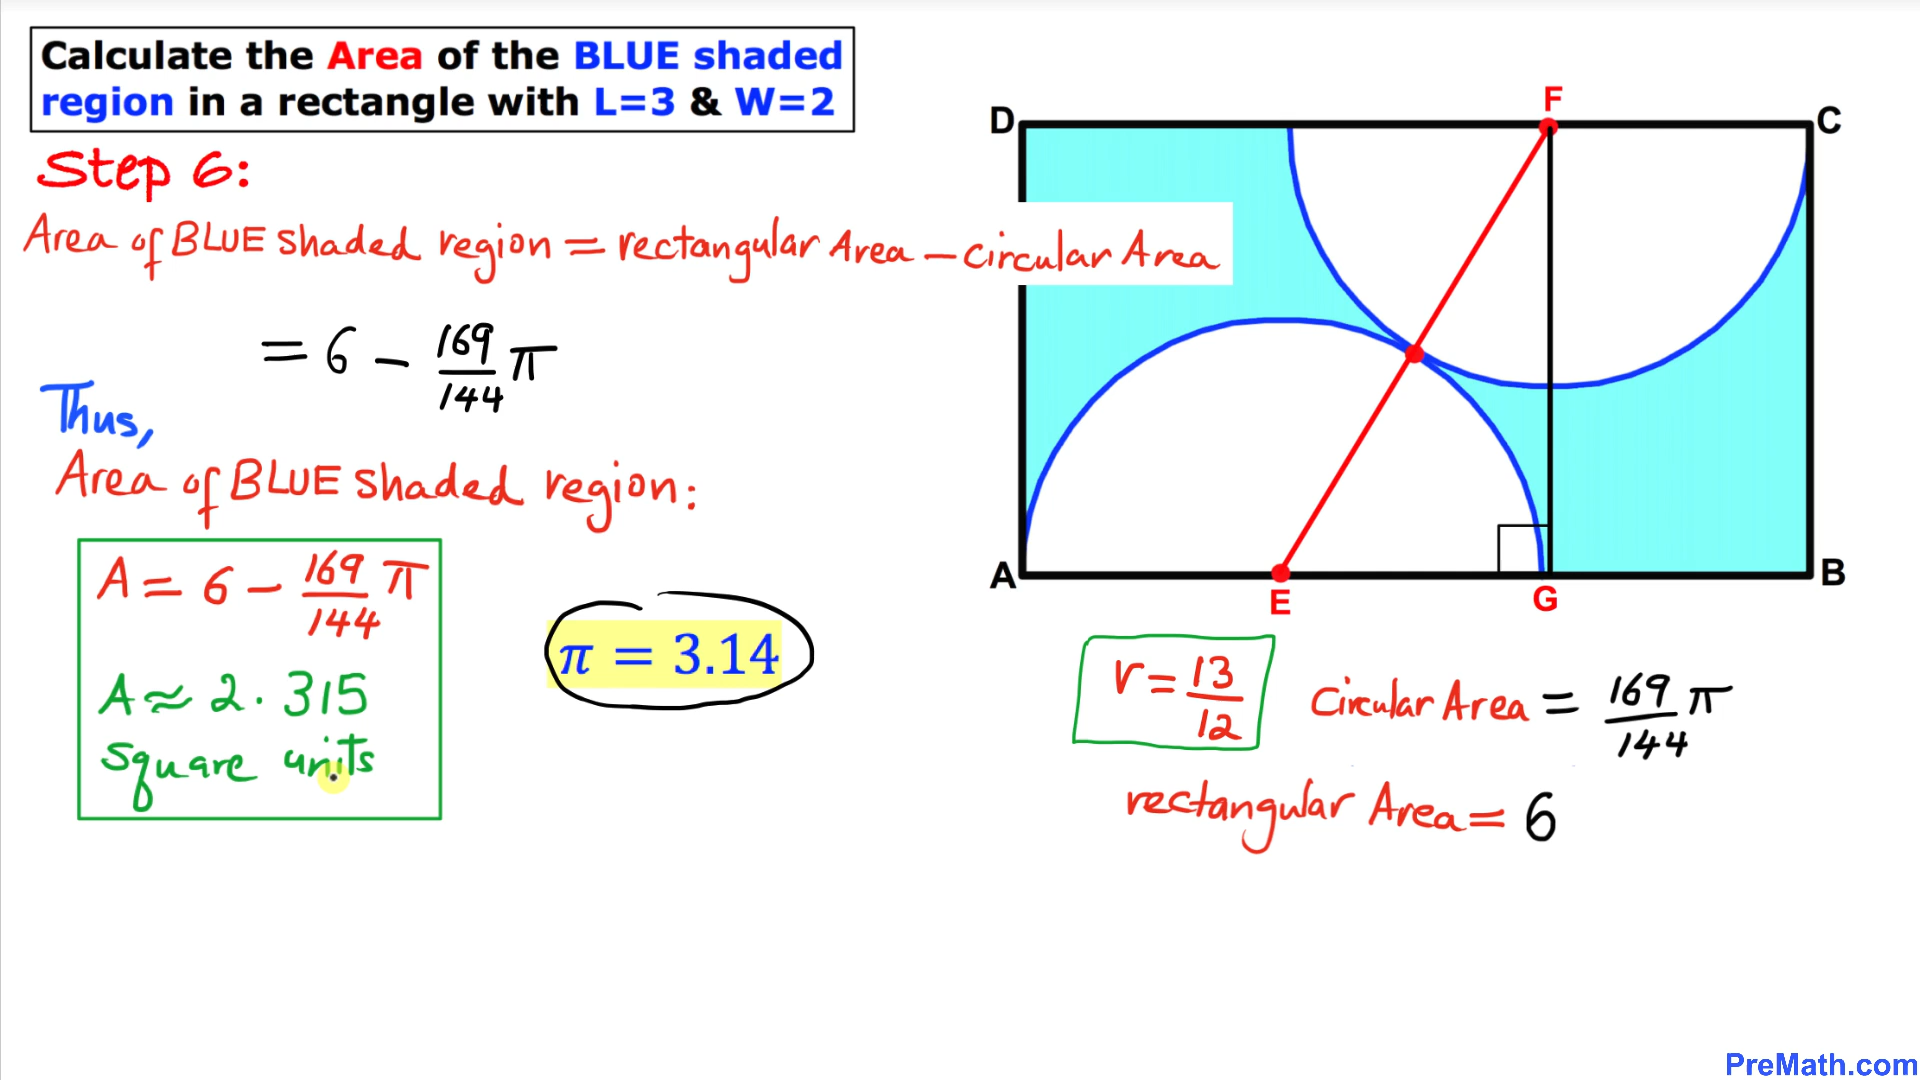 Calculate the Area of the BLUE shaded
region in a rectangle with L=3 & W=2
Step 6:
Area of BLUE shaded region = rectangular Area − circular Area
= 6 − 169/144 π
Thus,
Area of BLUE shaded region:
A = 6 − 169/144 π
A ≈ 2.315
square units
π = 3.14
D
F
C
A
E
G
B
r = 13/12
Circular Area = 169/144 π
rectangular Area = 6
PreMath.com